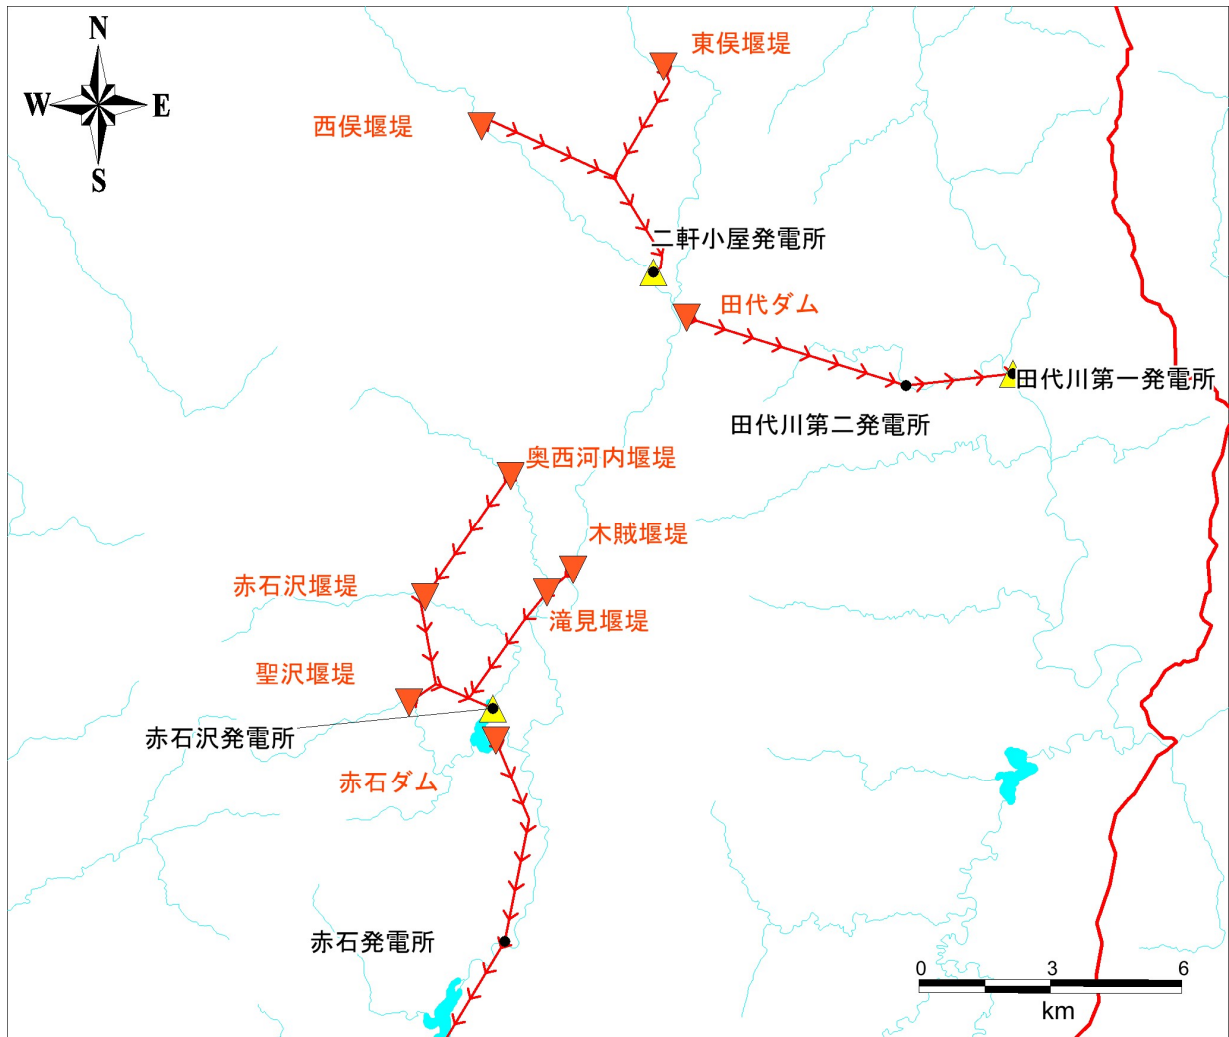 N
W
E
S
東俣堰堤
西俣堰堤
二軒小屋発電所
田代ダム
田代川第一発電所
田代川第二発電所
奥西河内堰堤
木賊堰堤
赤石沢堰堤
滝見堰堤
聖沢堰堤
赤石沢発電所
赤石ダム
赤石発電所
0 3 6
km